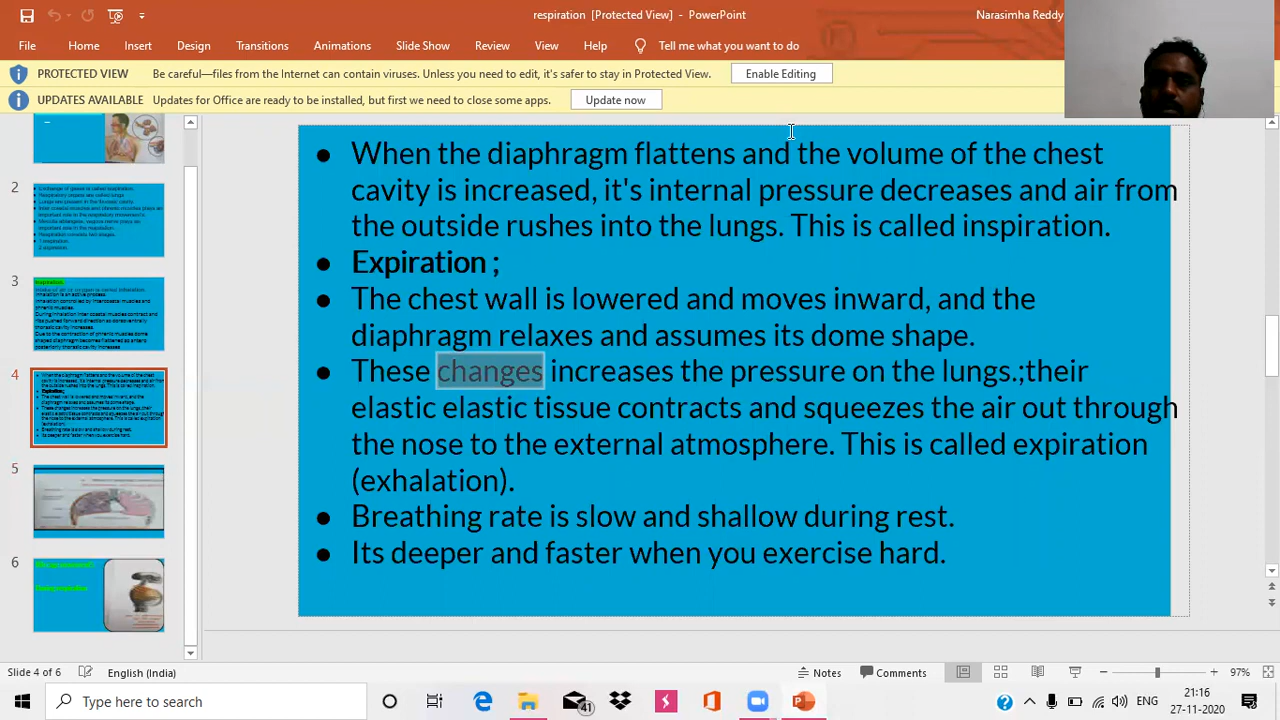 respiration [Protected View] - PowerPoint
Narasimha Reddy
File Home Insert Design Transitions Animations Slide Show Review View Help Tell me what you want to do
PROTECTED VIEW Be careful—files from the Internet can contain viruses. Unless you need to edit, it's safer to stay in Protected View. Enable Editing
UPDATES AVAILABLE Updates for Office are ready to be installed, but first we need to close some apps. Update now
● When the diaphragm flattens and the volume of the chest
cavity is increased, it's internal pressure decreases and air from
the outside rushes into the lungs. This is called inspiration.
● Expiration ;
● The chest wall is lowered and moves inward, and the
diaphragm relaxes and assumes its dome shape.
● These changes increases the pressure on the lungs.;their
elastic elastic tissue contracts and squeezes the air out through
the nose to the external atmosphere. This is called expiration
(exhalation).
● Breathing rate is slow and shallow during rest.
● Its deeper and faster when you exercise hard.
2
3
4
5
6
Slide 4 of 6 English (India) Notes Comments 97%
Type here to search
41
ENG
21:16
27-11-2020